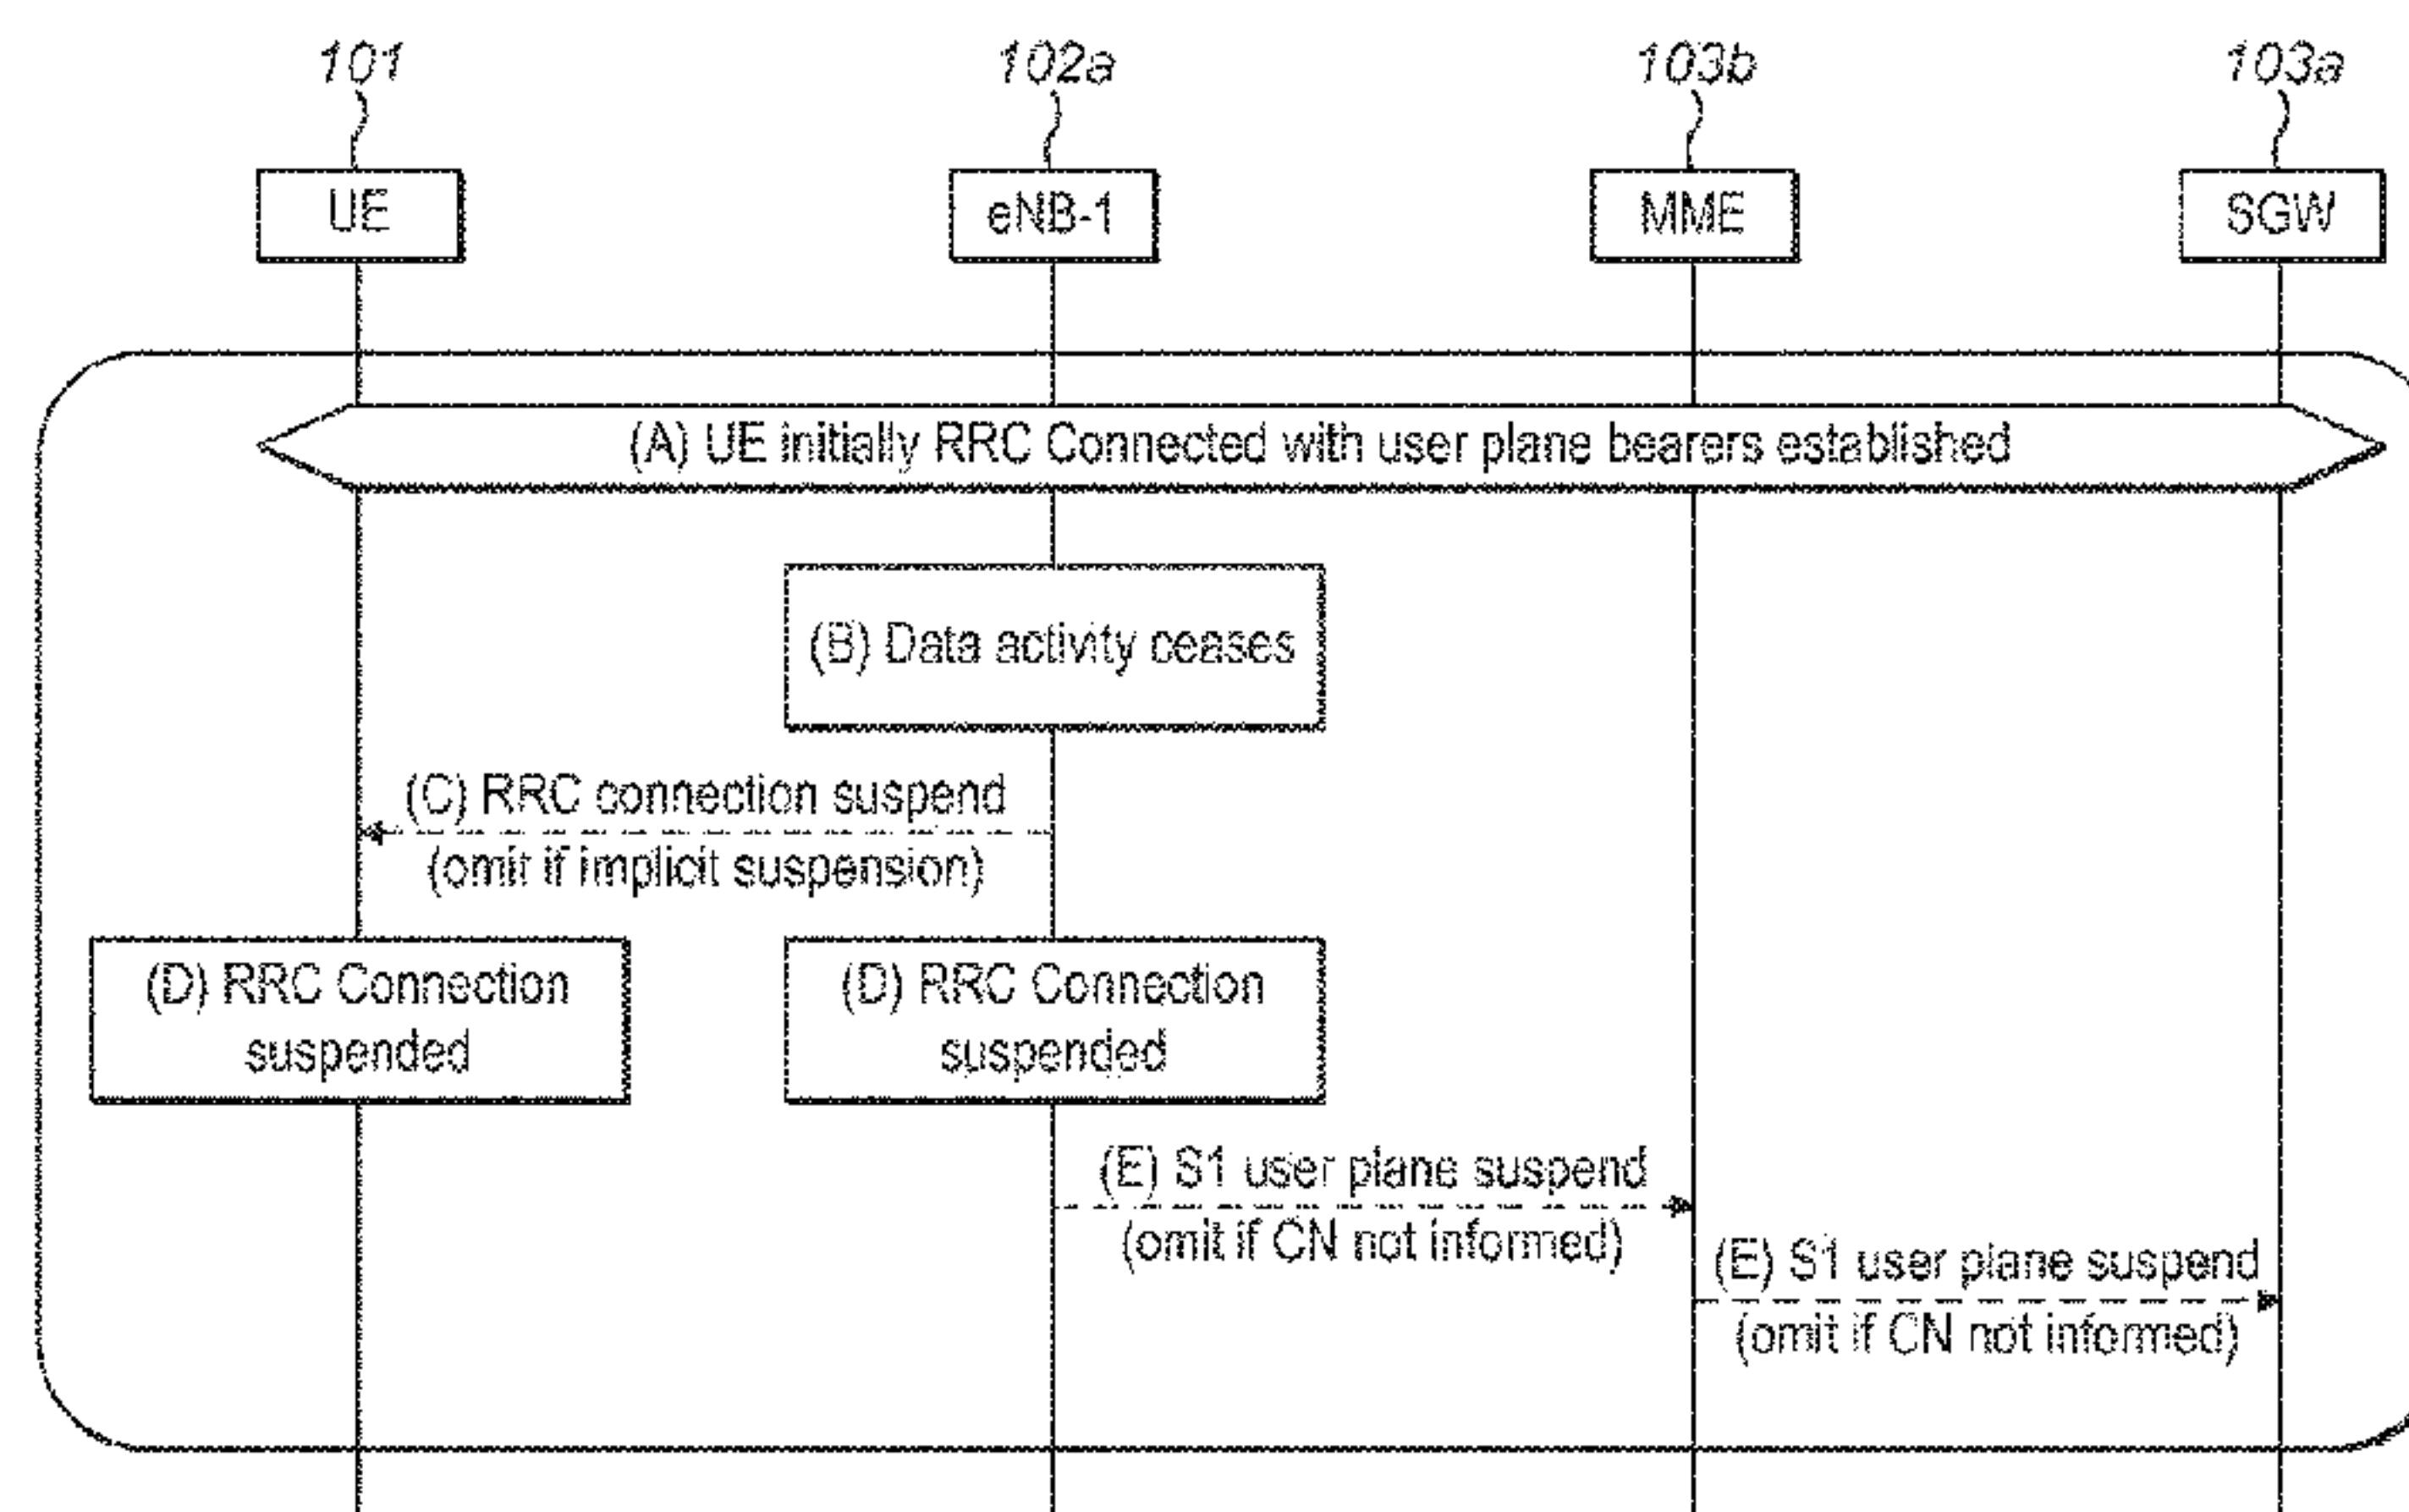 101 102a 103b 103a
UE eNB-1 MME SGW
(A) UE initially RRC Connected with user plane bearers established
(B) Data activity ceases
(C) RRC connection suspend
(omit if implicit suspension)
(D) RRC Connection
suspended
(D) RRC Connection
suspended
(E) S1 user plane suspend
(omit if CN not informed)
(E) S1 user plane suspend
(omit if CN not informed)